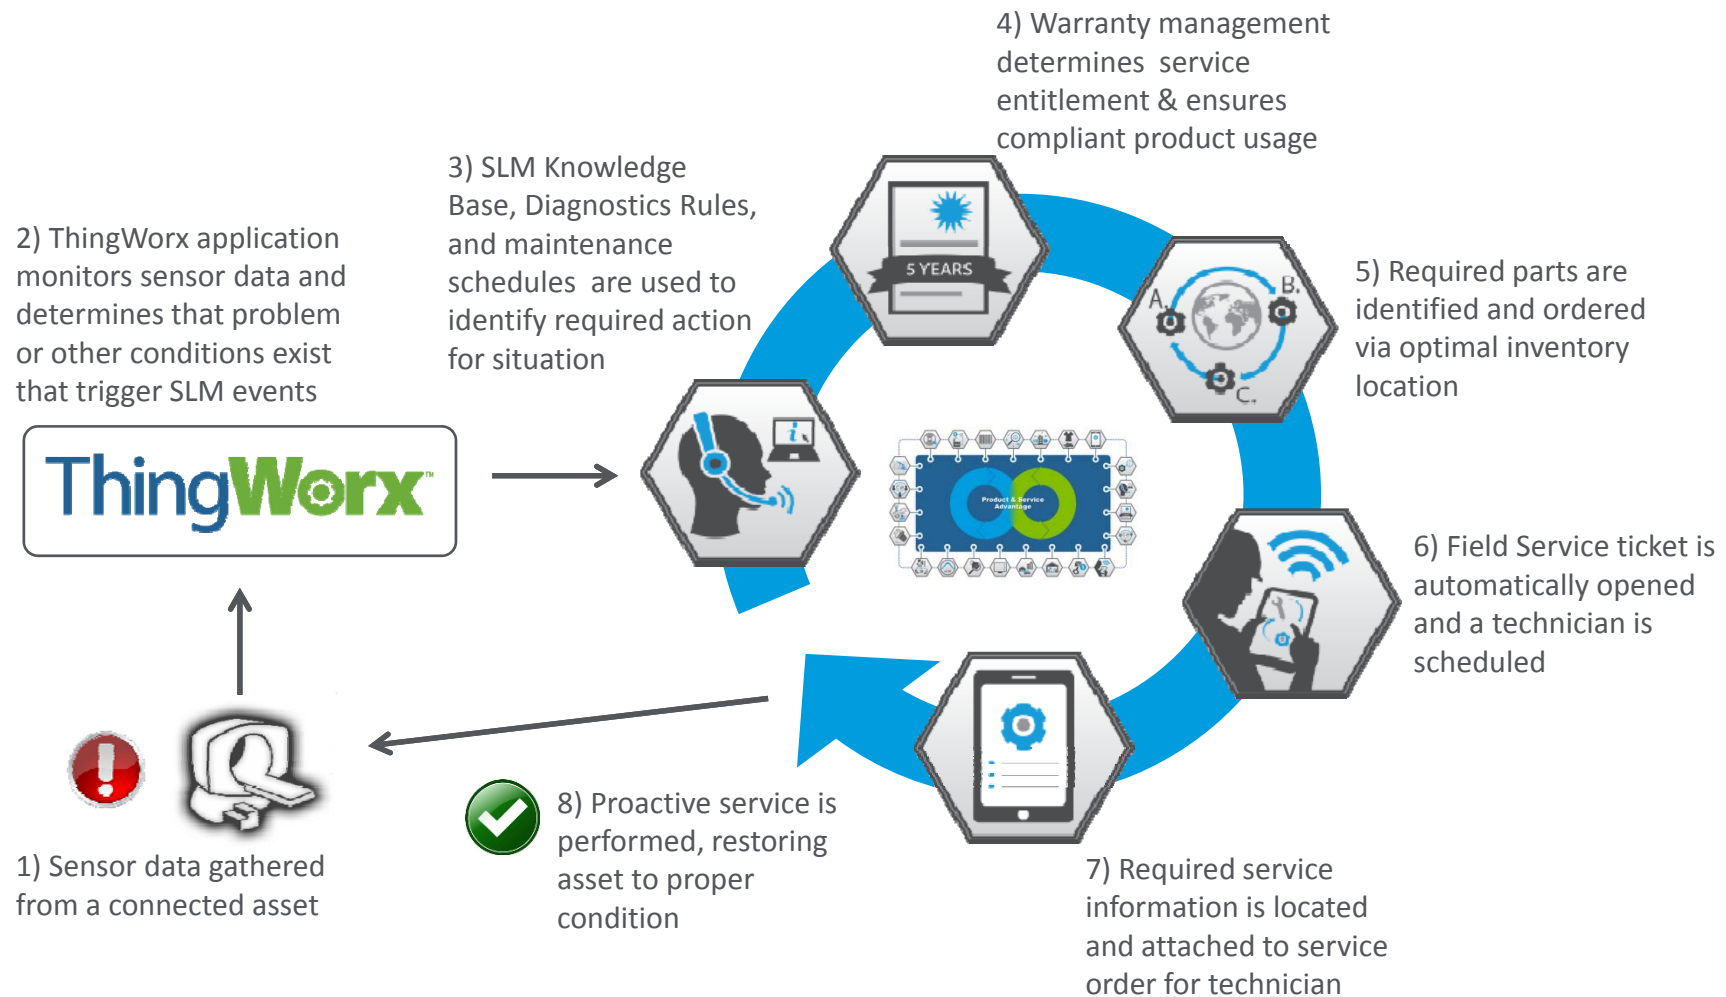 4) Warranty management
determines service
entitlement & ensures
compliant product usage
3) SLM Knowledge
Base, Diagnostics Rules,
and maintenance
schedules are used to
identify required action
for situation
2) ThingWorx application
monitors sensor data and
determines that problem
or other conditions exist
that trigger SLM events
5 YEARS
A.
B.
C.
5) Required parts are
identified and ordered
via optimal inventory
location
ThingWorx™
i
Product & Service
Advantage
6) Field Service ticket is
automatically opened
and a technician is
scheduled
!
1) Sensor data gathered
from a connected asset
8) Proactive service is
performed, restoring
asset to proper
condition
7) Required service
information is located
and attached to service
order for technician